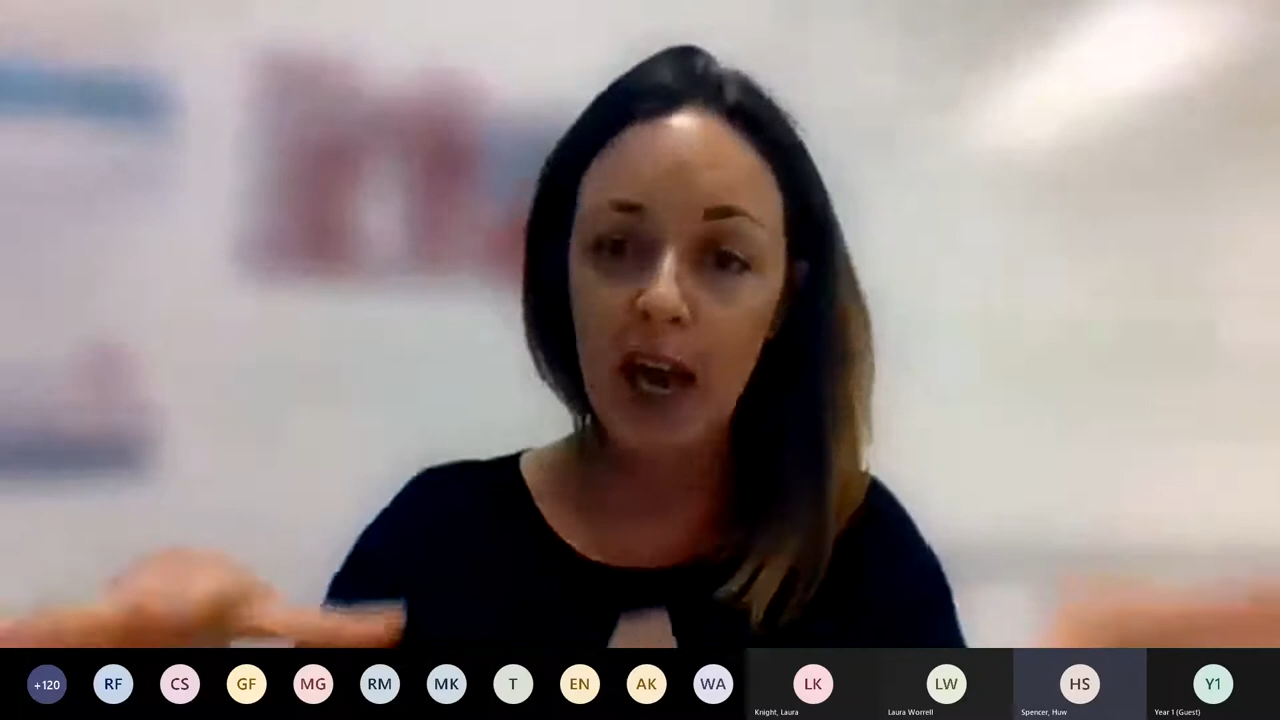 +120 RF CS GF MG RM MK T EN AK WA LK LW HS Y1
Knight, Laura Laura Worrell Spencer, Huw Year 1 (Guest)